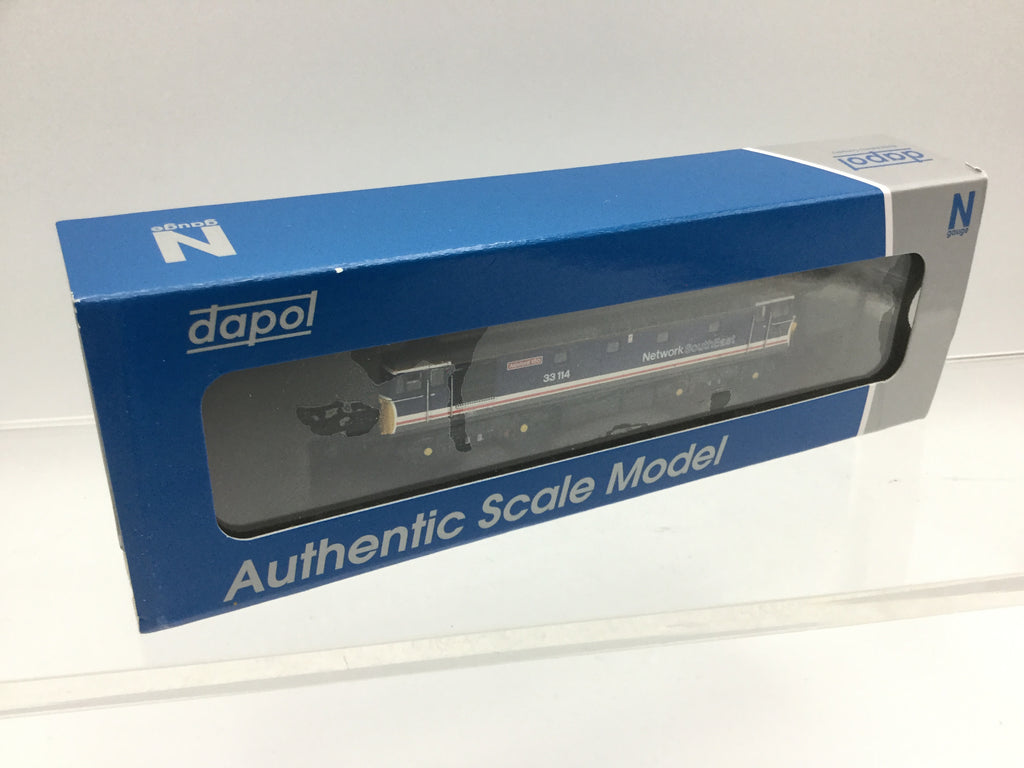 N
gauge
dapol
N
gauge
dapol
33 114
Network SouthEast
Authentic Scale Model